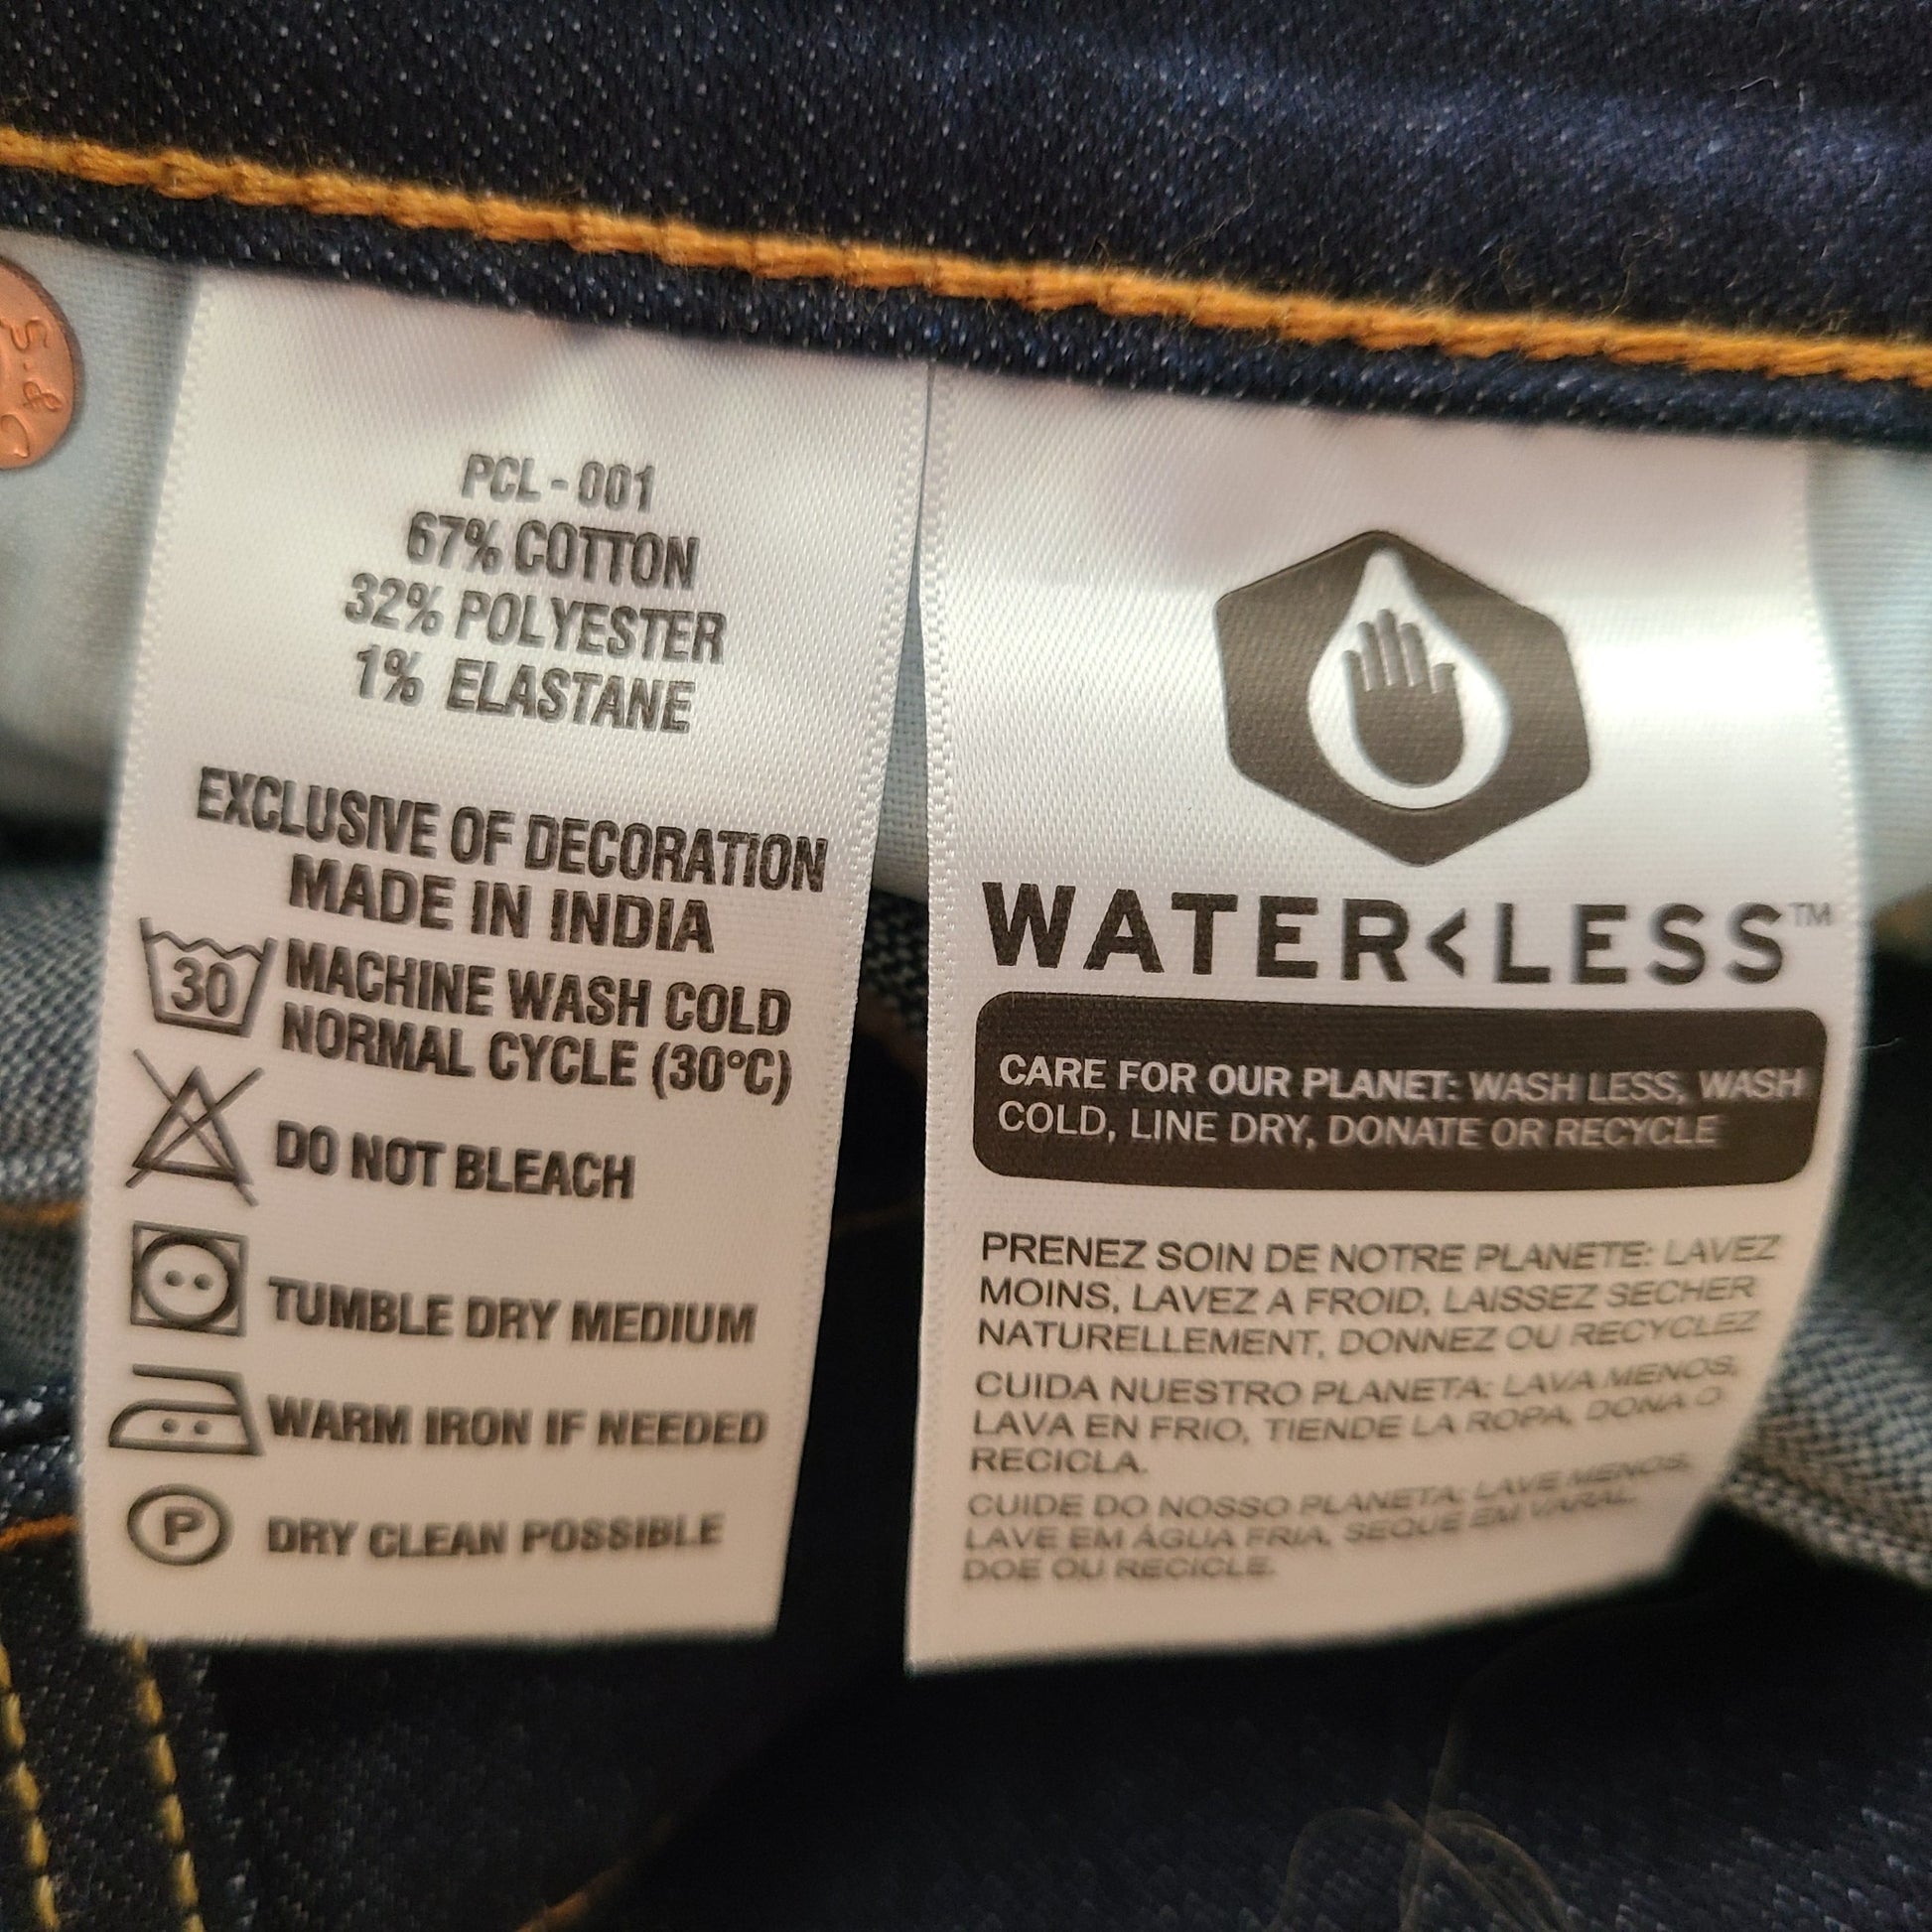 S.&C
PCL - 001
67% COTTON
32% POLYESTER
1% ELASTANE
EXCLUSIVE OF DECORATION
MADE IN INDIA
30
MACHINE WASH COLD
NORMAL CYCLE (30°C)
DO NOT BLEACH
TUMBLE DRY MEDIUM
WARM IRON IF NEEDED
P
DRY CLEAN POSSIBLE
WATER<LESS™
CARE FOR OUR PLANET: WASH LESS, WASH
COLD, LINE DRY, DONATE OR RECYCLE
PRENEZ SOIN DE NOTRE PLANETE: LAVEZ
MOINS, LAVEZ A FROID, LAISSEZ SECHER
NATURELLEMENT, DONNEZ OU RECYCLEZ
CUIDA NUESTRO PLANETA: LAVA MENOS,
LAVA EN FRIO, TIENDE LA ROPA, DONA O
RECICLA.
CUIDE DO NOSSO PLANETA: LAVE MENOS,
LAVE EM ÁGUA FRIA, SEQUE EM VARAL,
DOE OU RECICLE.